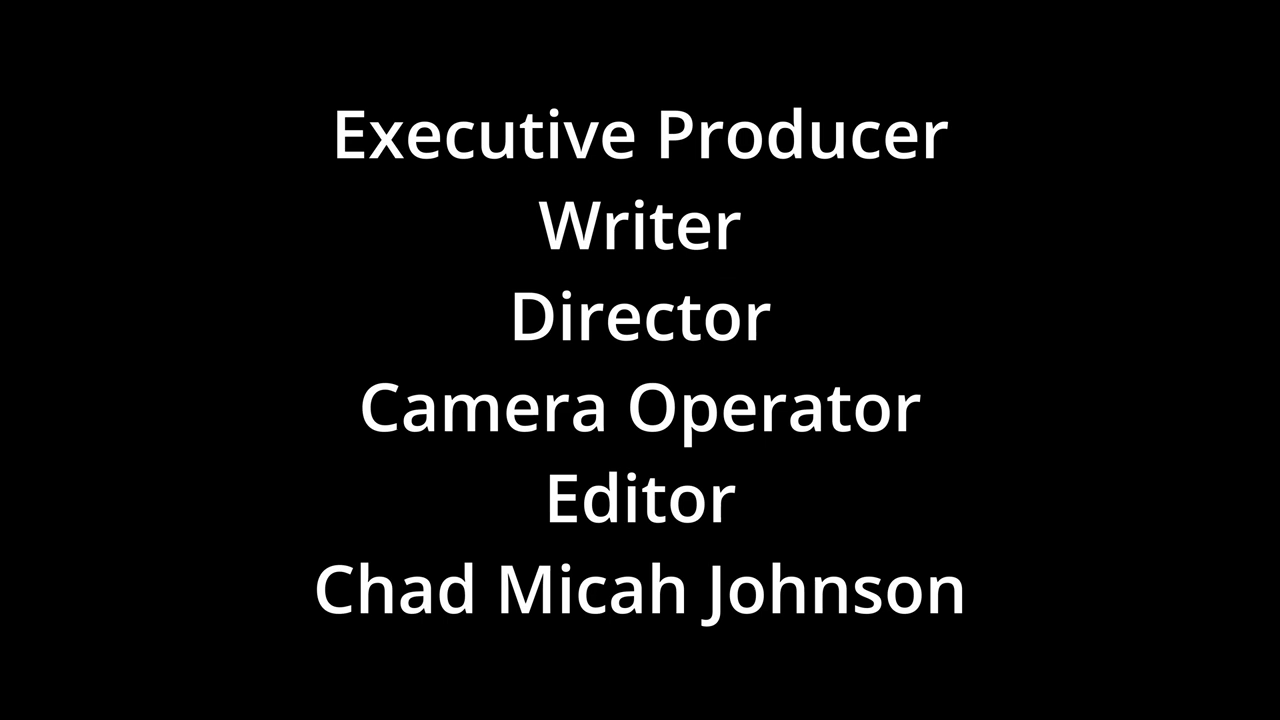 Executive Producer
Writer
Director
Camera Operator
Editor
Chad Micah Johnson